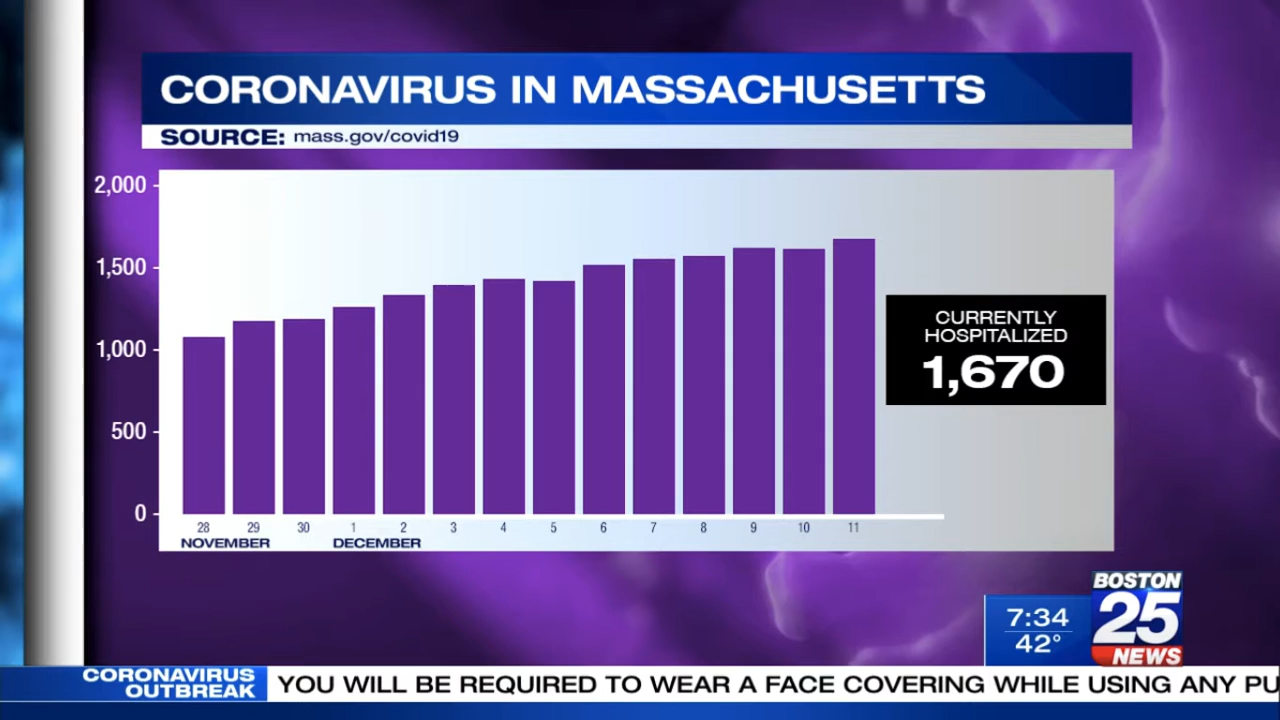 CORONAVIRUS IN MASSACHUSETTS
SOURCE: mass.gov/covid19
2,000
1,500
1,000
500
0
28 29 30 1 2 3 4 5 6 7 8 9 10 11
NOVEMBER DECEMBER
CURRENTLY
HOSPITALIZED
1,670
7:34
42°
BOSTON
25
NEWS
CORONAVIRUS
OUTBREAK
YOU WILL BE REQUIRED TO WEAR A FACE COVERING WHILE USING ANY PU